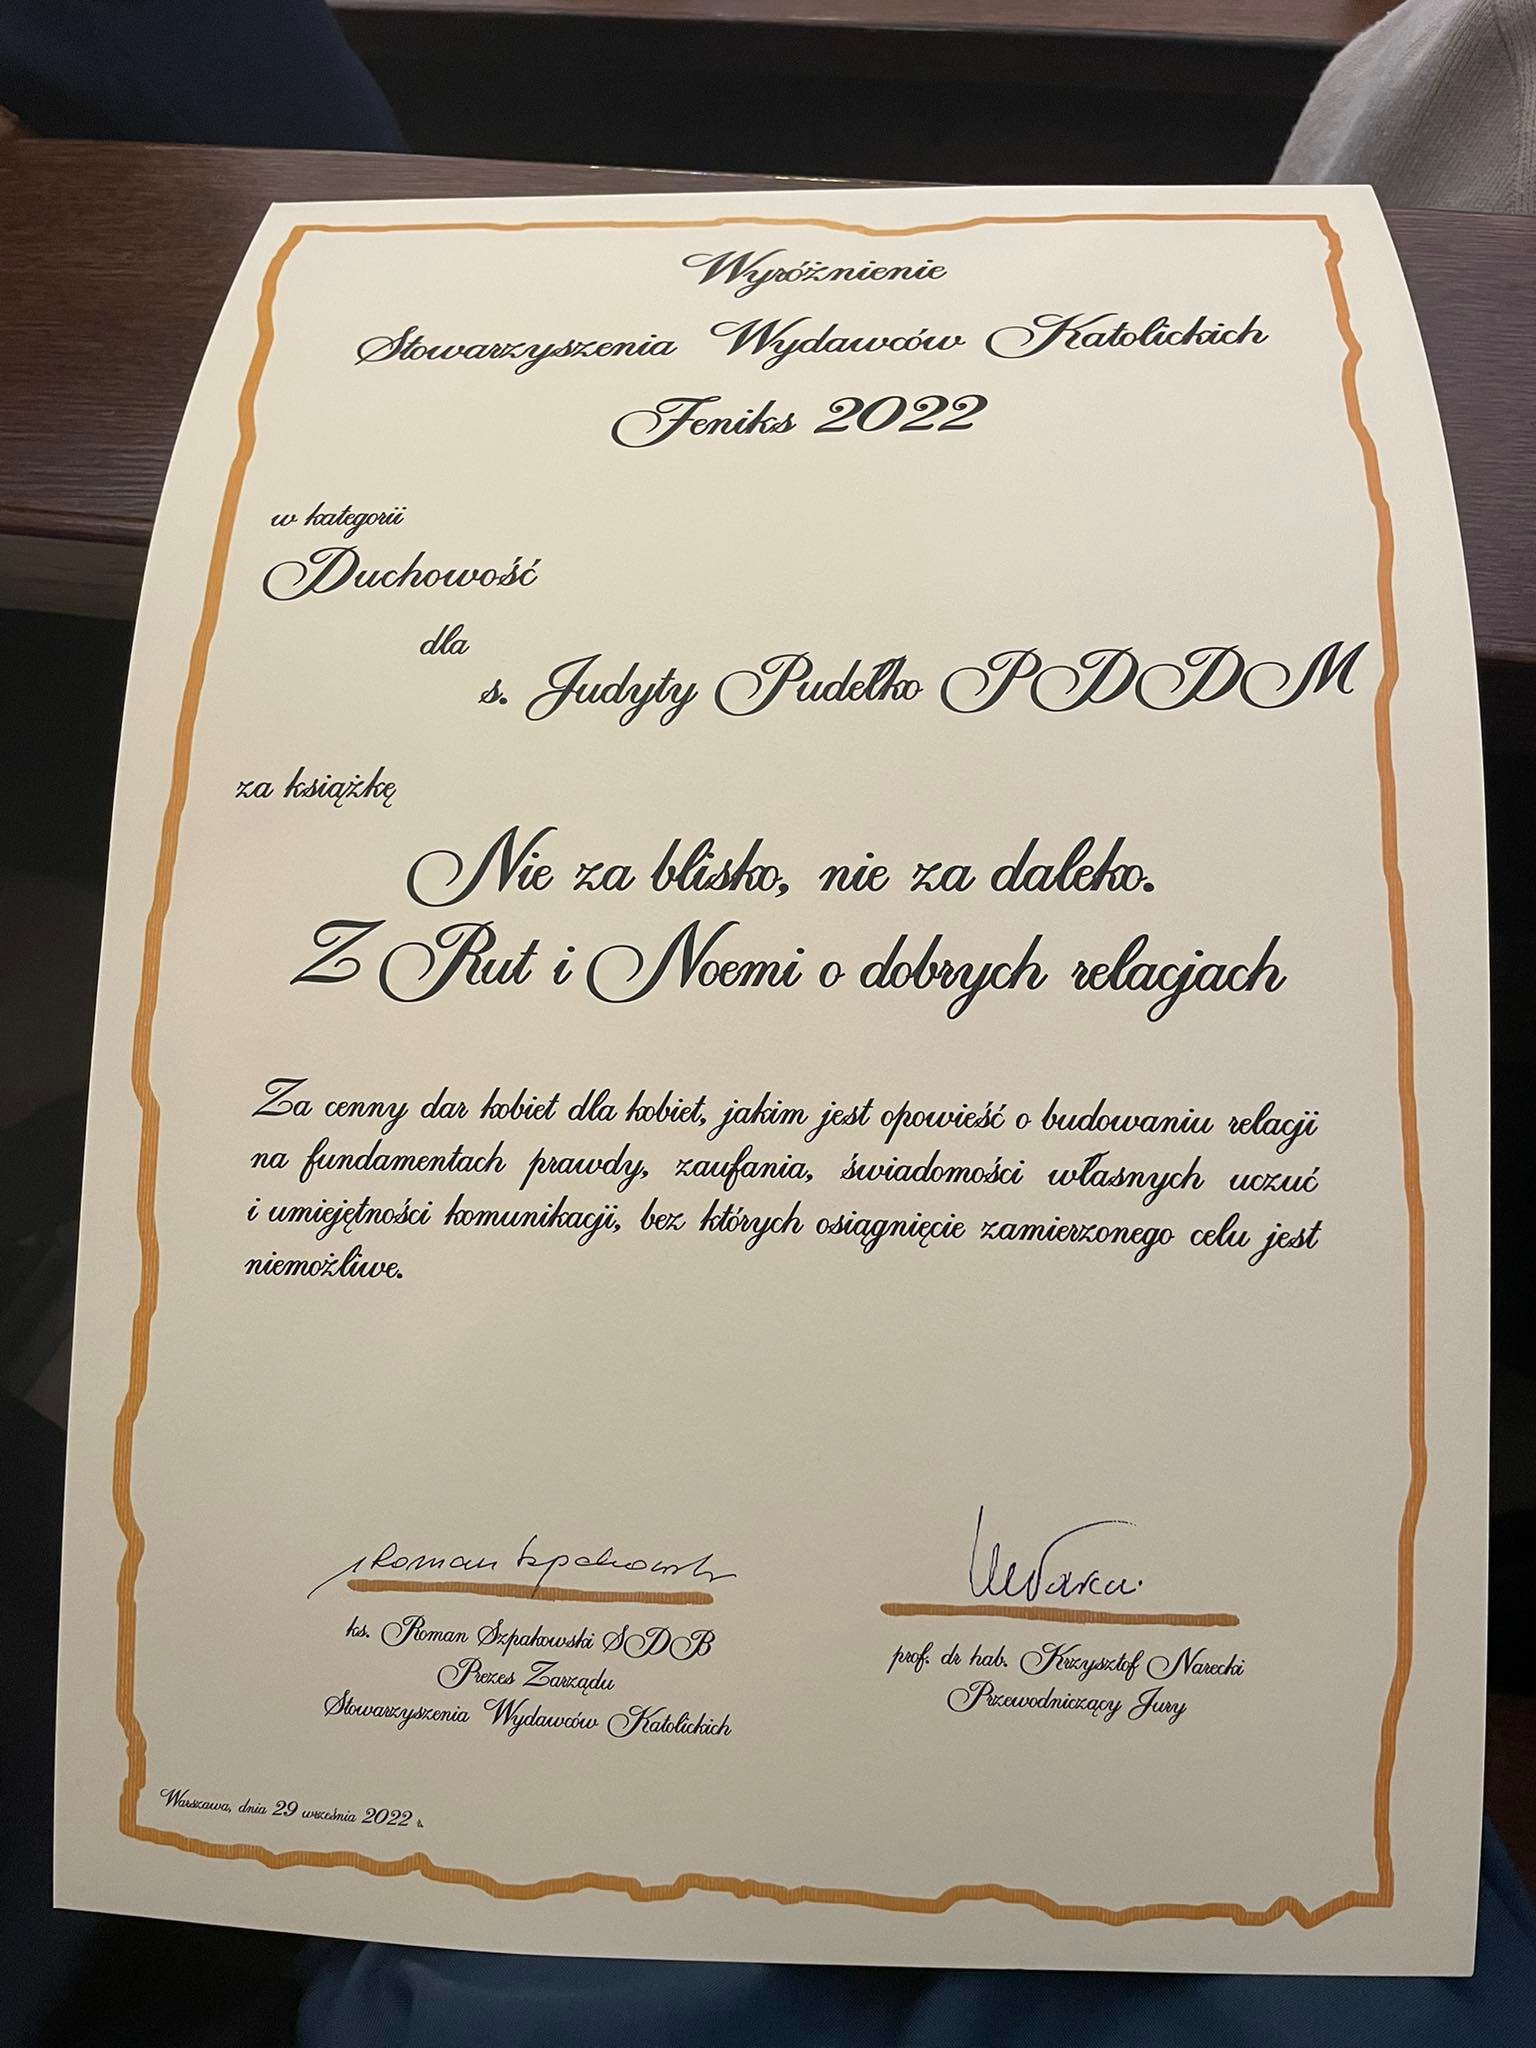 Wyróżnienie
Stowarzyszenia Wydawców Katolickich
Feniks 2022
w kategorii
Duchowość
dla
s. Judyty Pudełko PDDM
za książkę
Nie za blisko, nie za daleko.
Z Rut i Noemi o dobrych relacjach
Za cenny dar kobiet dla kobiet, jakim jest opowieść o budowaniu relacji
na fundamentach prawdy, zaufania, świadomości własnych uczuć
i umiejętności komunikacji, bez których osiągnięcie zamierzonego celu jest
niemożliwe.
Roman Szpakowski
ks. Roman Szpakowski SDB
Prezes Zarządu
Stowarzyszenia Wydawców Katolickich
prof. dr hab. Krzysztof Narecki
Przewodniczący Jury
Warszawa, dnia 29 września 2022 r.